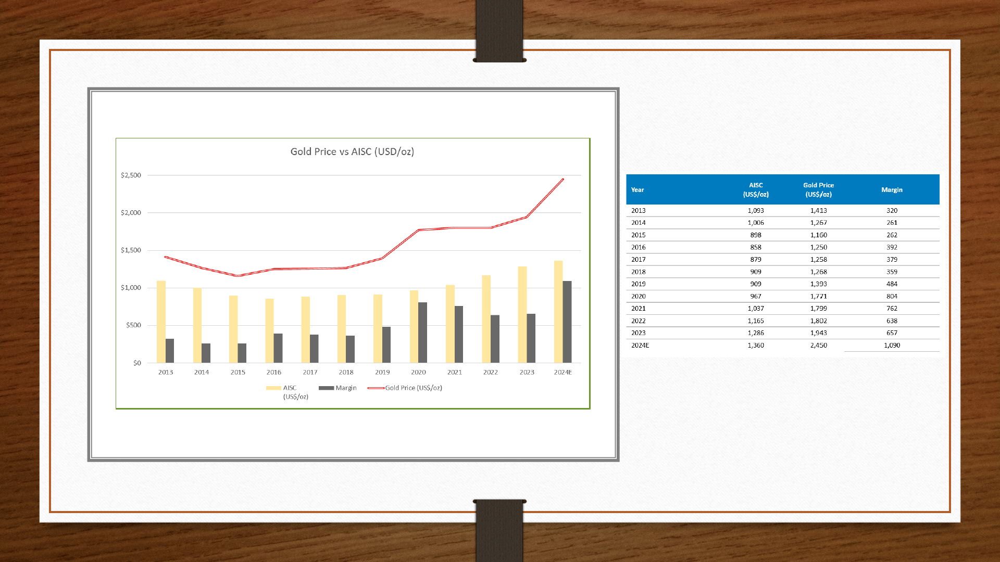 Gold Price vs AISC (USD/oz)
$2,500
$2,000
$1,500
$1,000
$500
$0
2013 2014 2015 2016 2017 2018 2019 2020 2021 2022 2023 2024E
AISC (US$/oz) Margin Gold Price (US$/oz)
Year AISC (US$/oz) Gold Price (US$/oz) Margin
2013 1,093 1,413 320
2014 1,006 1,267 261
2015 898 1,160 262
2016 858 1,250 392
2017 879 1,258 379
2018 909 1,268 359
2019 909 1,393 484
2020 967 1,771 804
2021 1,037 1,799 762
2022 1,165 1,802 638
2023 1,286 1,943 657
2024E 1,360 2,450 1,090